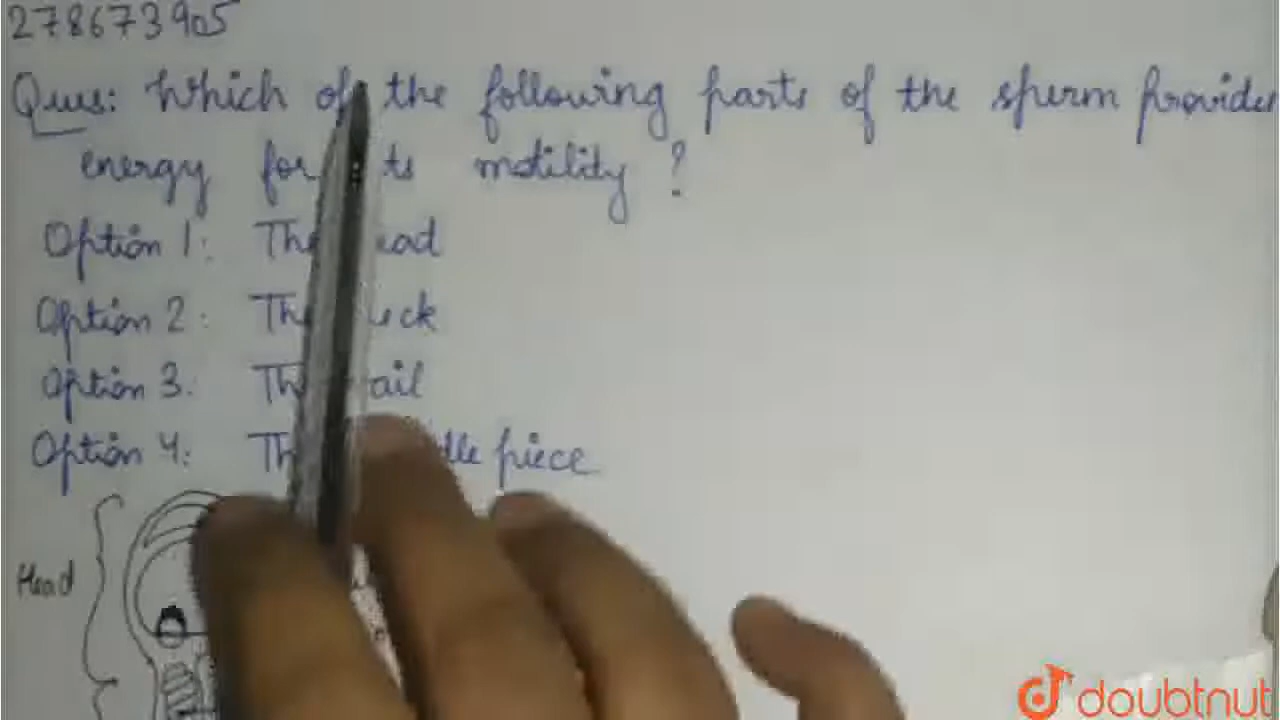 278673905
Ques: Which of the following parts of the sperm provides
energy for its motility ?
Option 1: The head
Option 2: The neck
Option 3: The tail
Option 4: The middle piece
Head
doubtnut